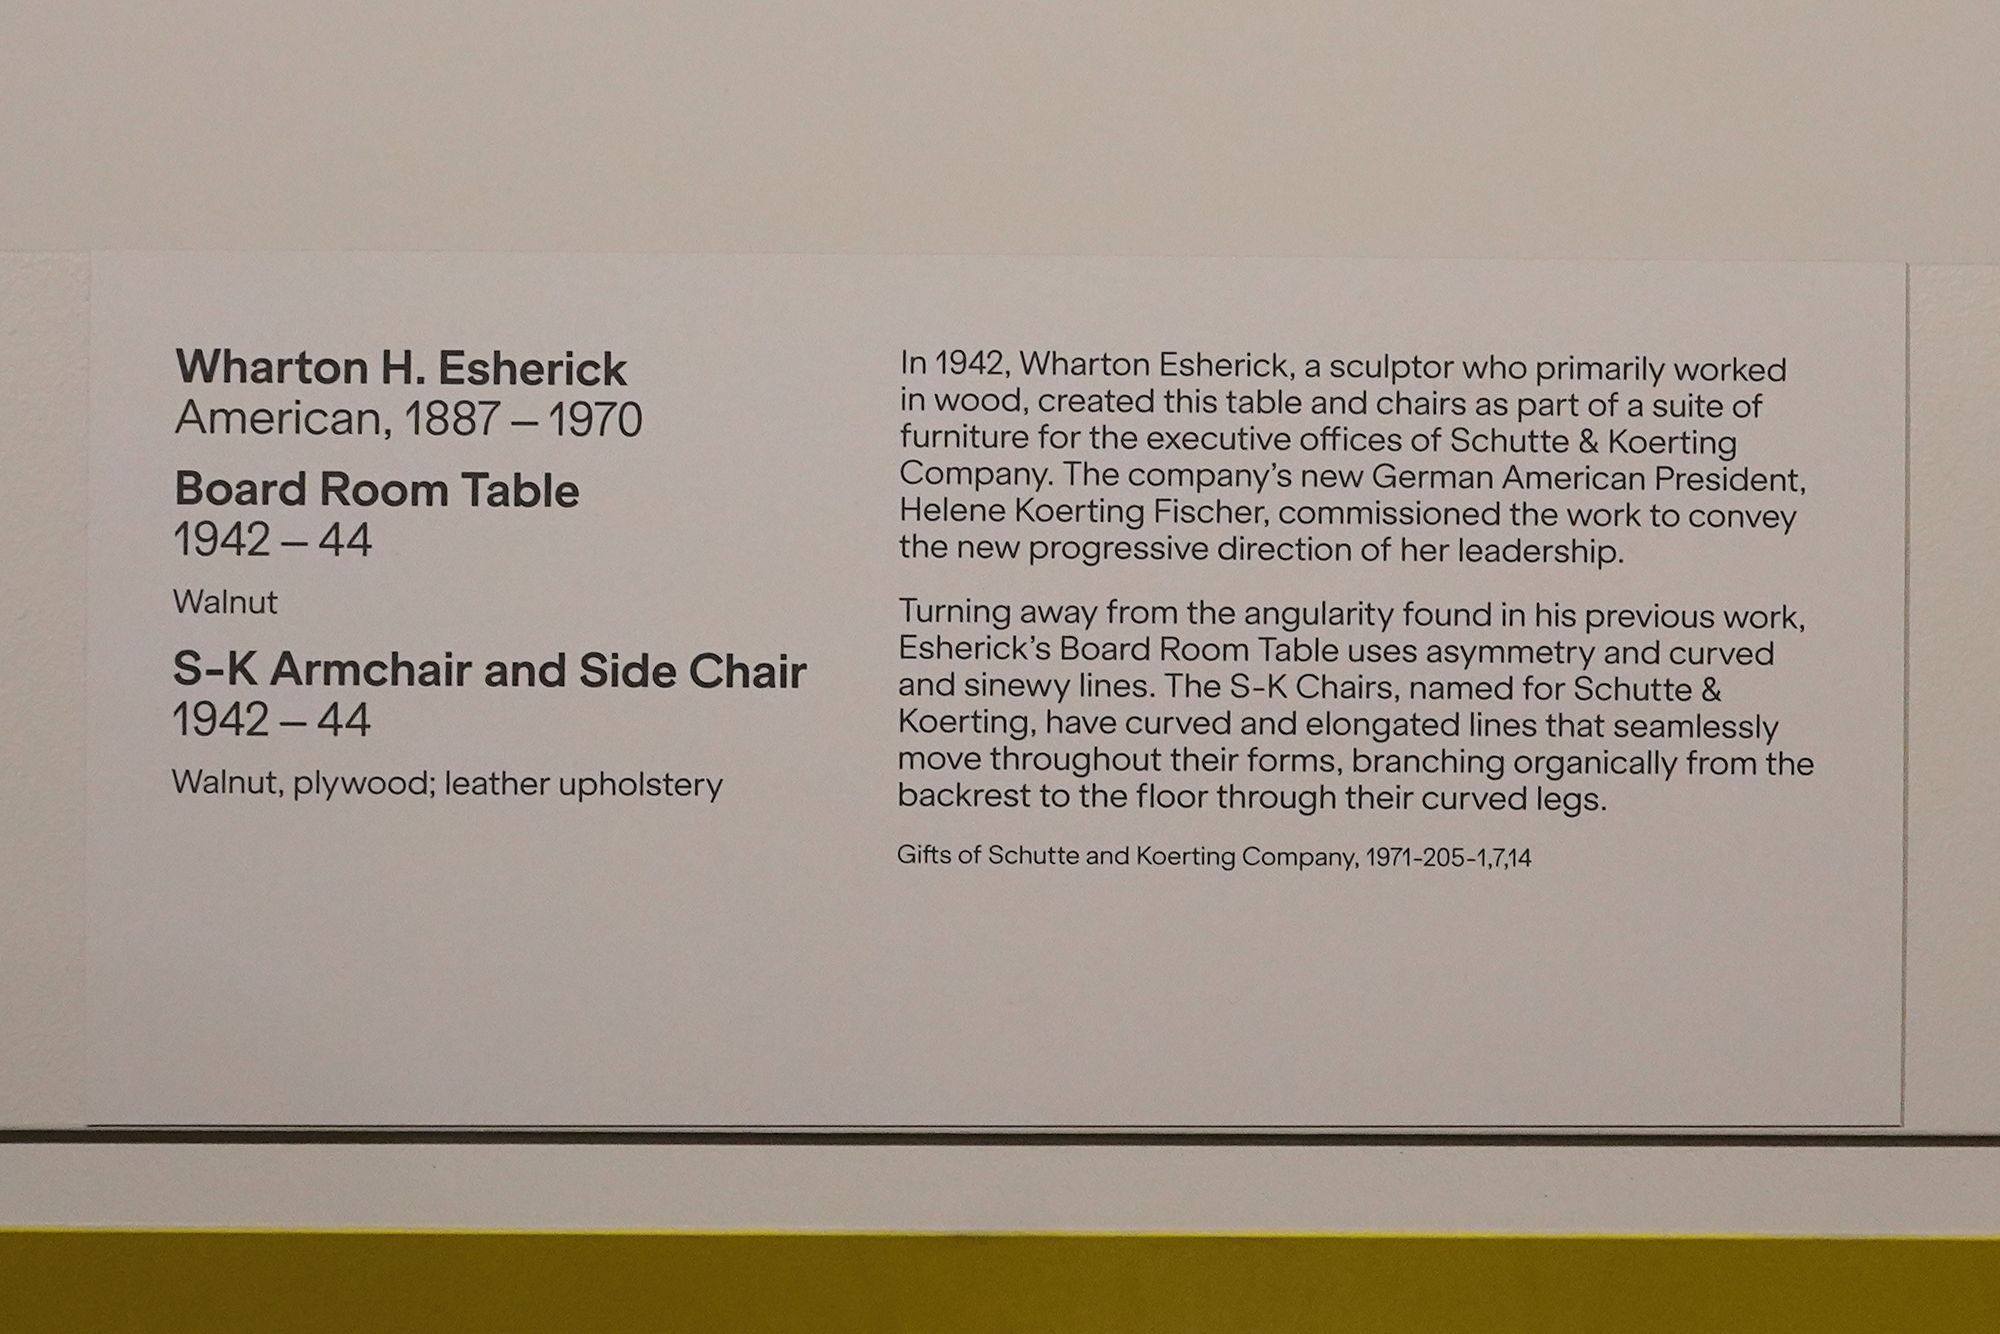 Wharton H. Esherick
American, 1887 – 1970
Board Room Table
1942 – 44
Walnut
S-K Armchair and Side Chair
1942 – 44
Walnut, plywood; leather upholstery
In 1942, Wharton Esherick, a sculptor who primarily worked
in wood, created this table and chairs as part of a suite of
furniture for the executive offices of Schutte & Koerting
Company. The company's new German American President,
Helene Koerting Fischer, commissioned the work to convey
the new progressive direction of her leadership.
Turning away from the angularity found in his previous work,
Esherick's Board Room Table uses asymmetry and curved
and sinewy lines. The S-K Chairs, named for Schutte &
Koerting, have curved and elongated lines that seamlessly
move throughout their forms, branching organically from the
backrest to the floor through their curved legs.
Gifts of Schutte and Koerting Company, 1971-205-1,7,14